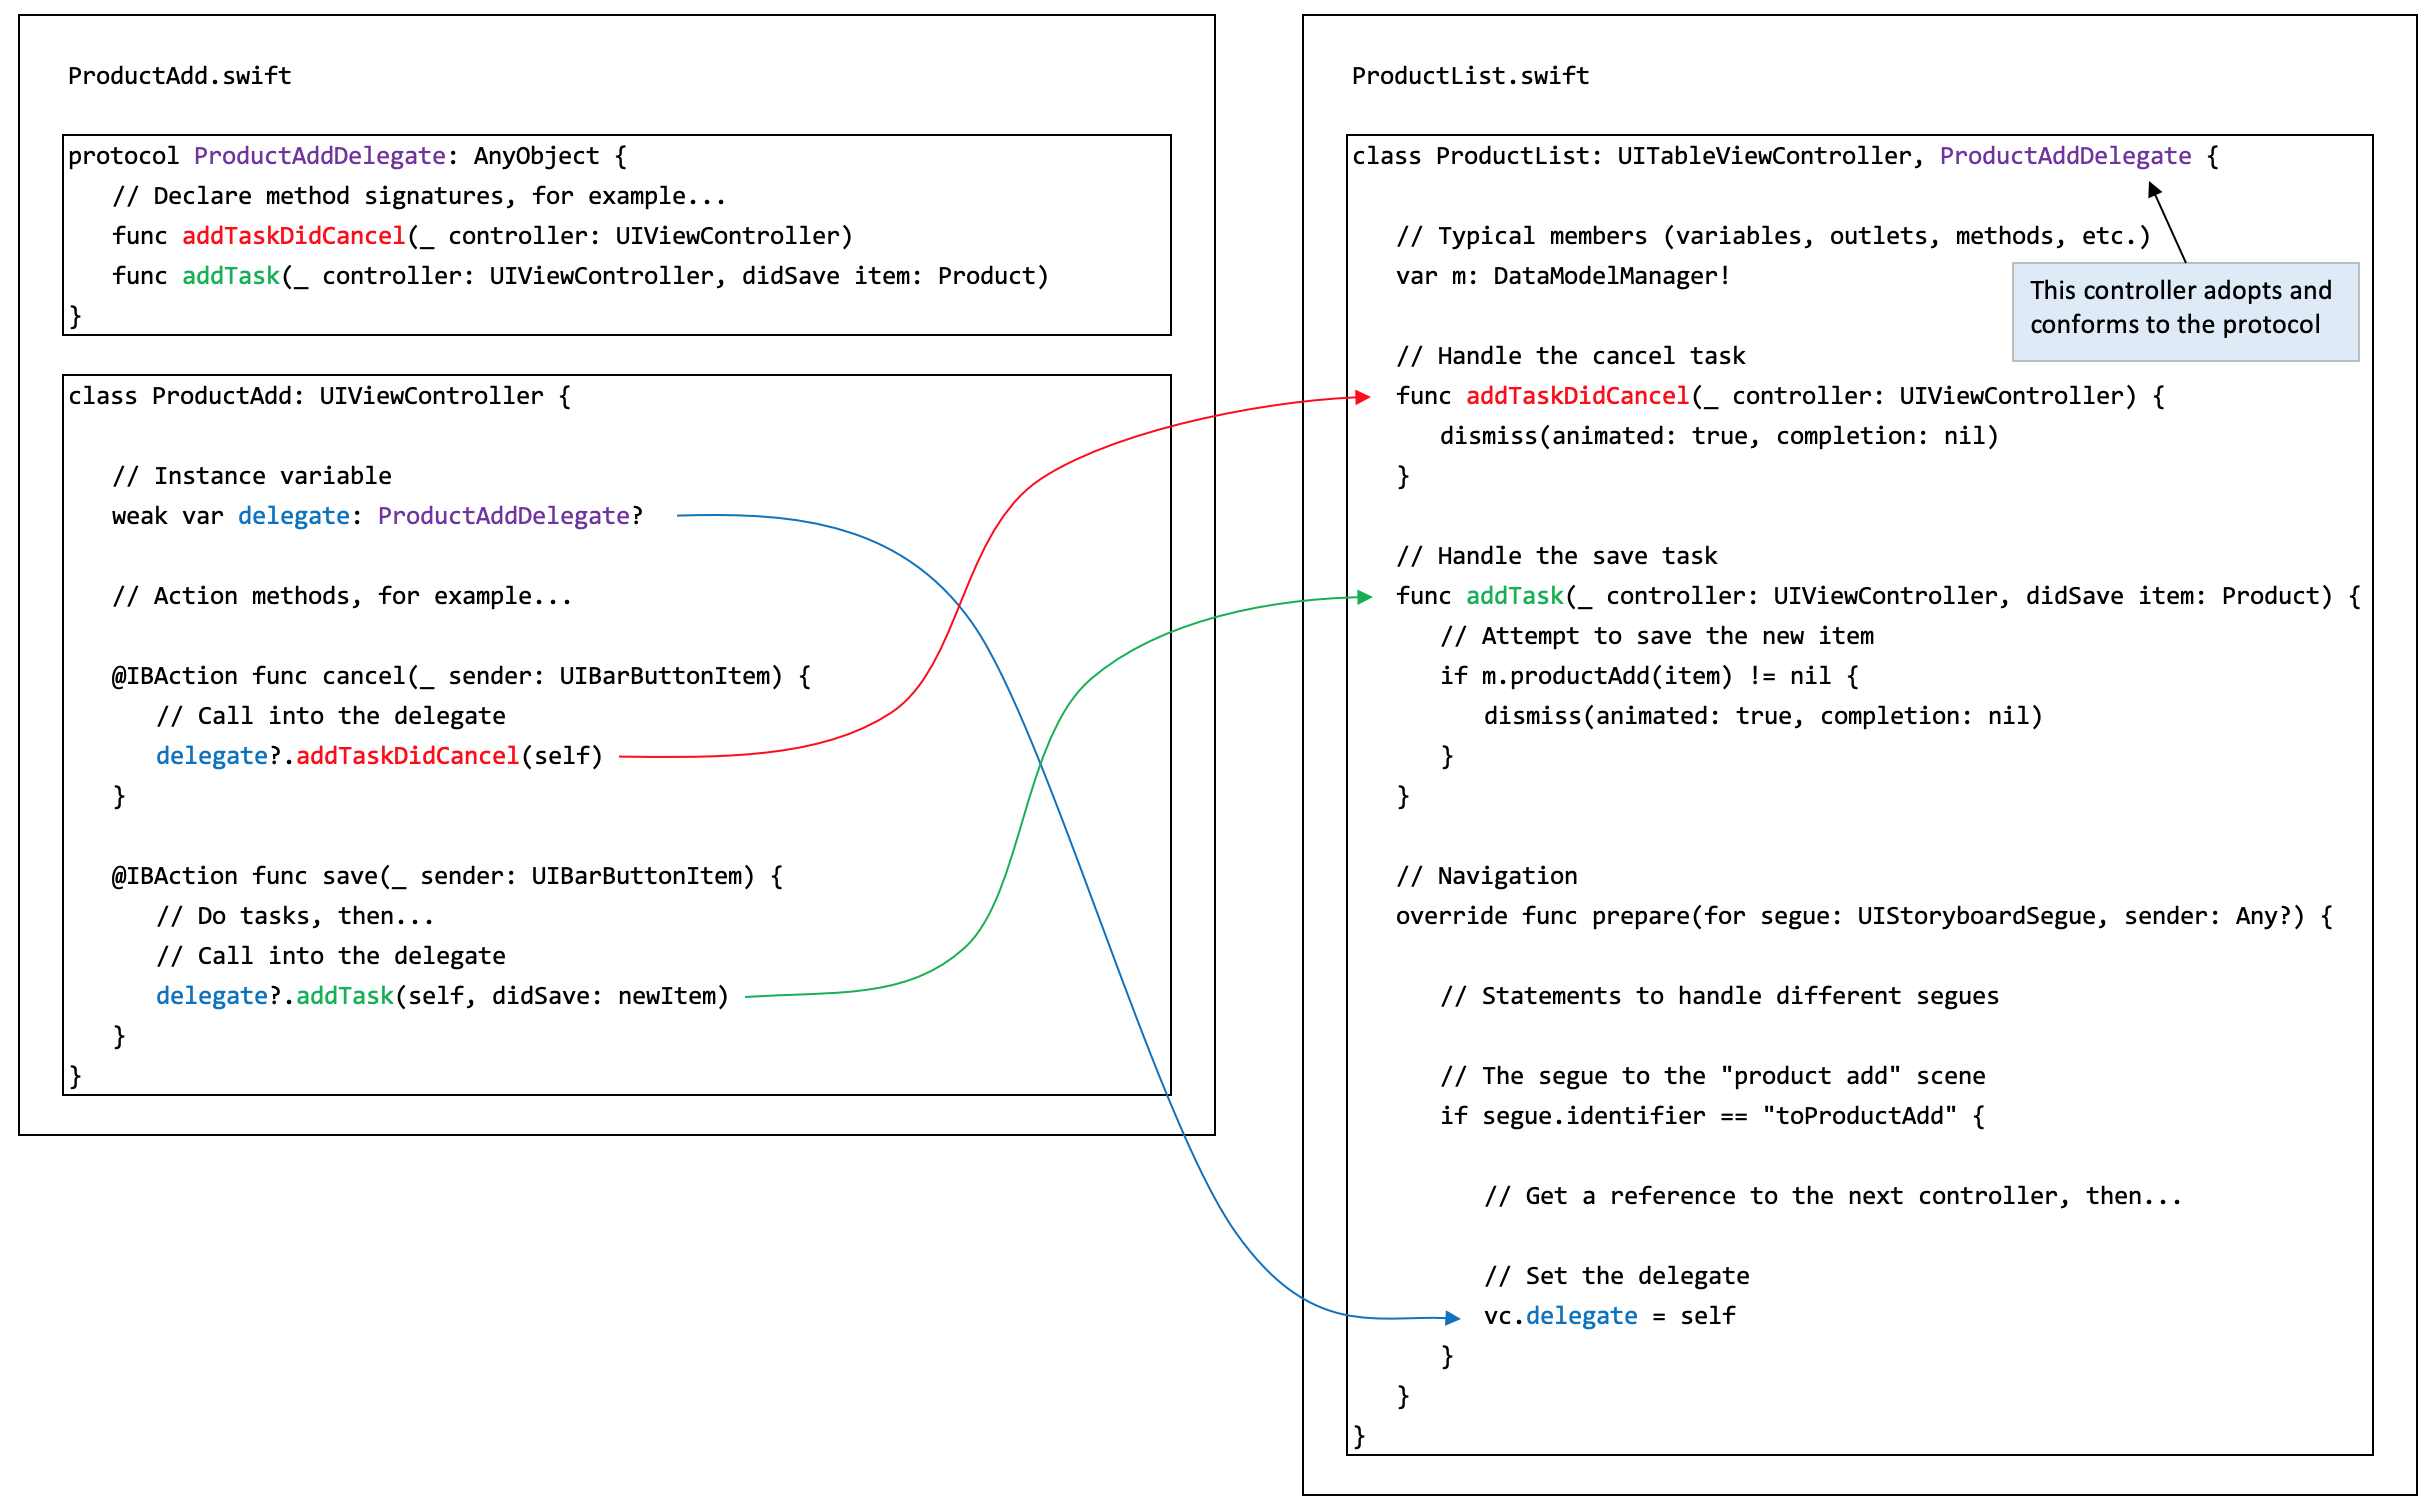 ProductAdd.swift
protocol ProductAddDelegate: AnyObject {
// Declare method signatures, for example...
func addTaskDidCancel(_ controller: UIViewController)
func addTask(_ controller: UIViewController, didSave item: Product)
}
class ProductAdd: UIViewController {
// Instance variable
weak var delegate: ProductAddDelegate?
// Action methods, for example...
@IBAction func cancel(_ sender: UIBarButtonItem) {
// Call into the delegate
delegate?.addTaskDidCancel(self)
}
@IBAction func save(_ sender: UIBarButtonItem) {
// Do tasks, then...
// Call into the delegate
delegate?.addTask(self, didSave: newItem)
}
}
ProductList.swift
class ProductList: UITableViewController, ProductAddDelegate {
// Typical members (variables, outlets, methods, etc.)
var m: DataModelManager!
This controller adopts and
conforms to the protocol
// Handle the cancel task
func addTaskDidCancel(_ controller: UIViewController) {
dismiss(animated: true, completion: nil)
}
// Handle the save task
func addTask(_ controller: UIViewController, didSave item: Product) {
// Attempt to save the new item
if m.productAdd(item) != nil {
dismiss(animated: true, completion: nil)
}
}
// Navigation
override func prepare(for segue: UIStoryboardSegue, sender: Any?) {
// Statements to handle different segues
// The segue to the "product add" scene
if segue.identifier == "toProductAdd" {
// Get a reference to the next controller, then...
// Set the delegate
vc.delegate = self
}
}
}